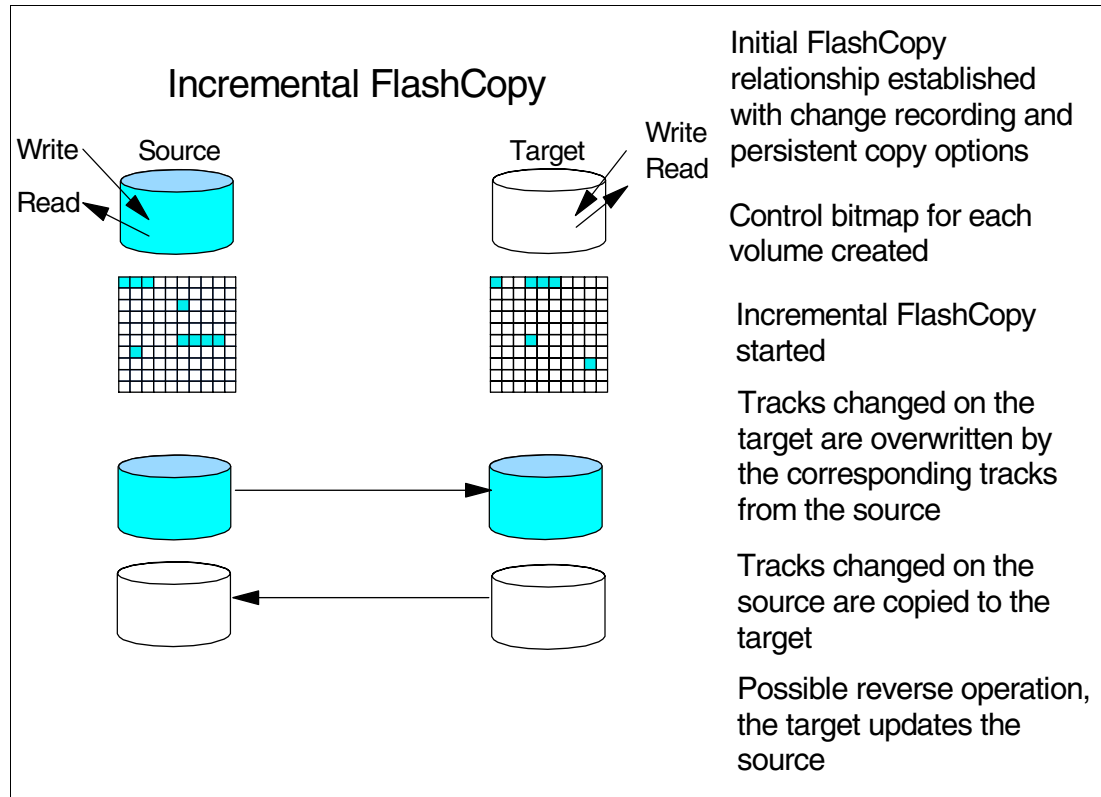 Incremental FlashCopy
Write
Read
Source
Target
Write
Read
Initial FlashCopy
relationship established
with change recording and
persistent copy options
Control bitmap for each
volume created
Incremental FlashCopy
started
Tracks changed on the
target are overwritten by
the corresponding tracks
from the source
Tracks changed on the
source are copied to the
target
Possible reverse operation,
the target updates the
source